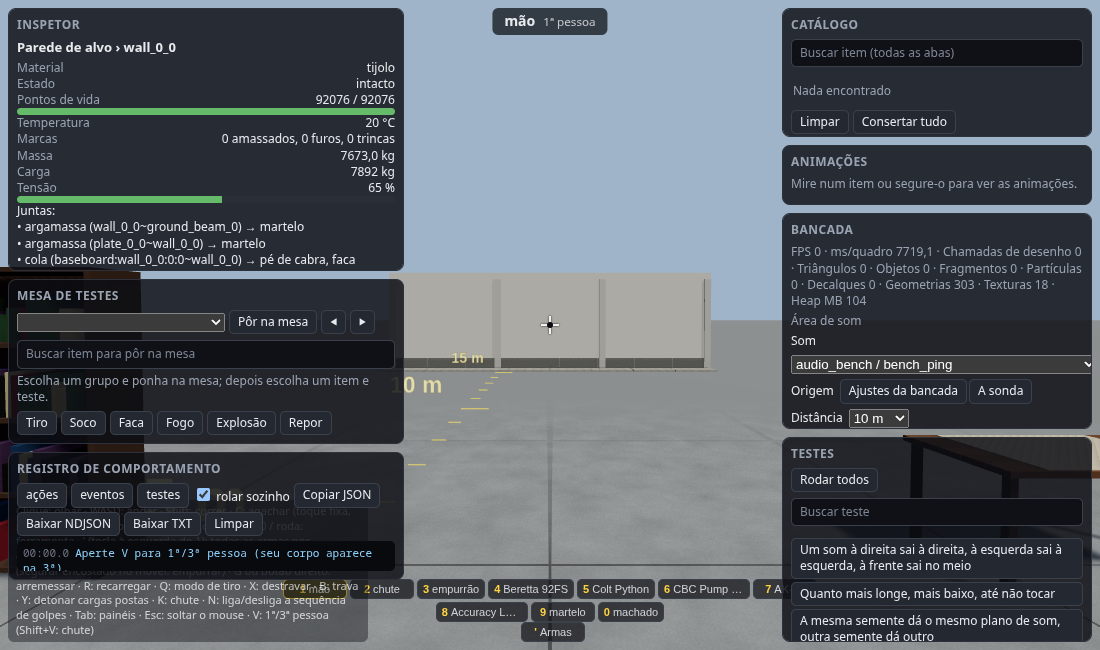 INSPETOR
Parede de alvo › wall_0_0
Material tijolo
Estado intacto
Pontos de vida 92076 / 92076
Temperatura 20 °C
Marcas 0 amassados, 0 furos, 0 trincas
Massa 7673,0 kg
Carga 7892 kg
Tensão 65 %
Juntas:
• argamassa (wall_0_0~ground_beam_0) → martelo
• argamassa (plate_0_0~wall_0_0) → martelo
• cola (baseboard:wall_0_0:0:0~wall_0_0) → pé de cabra, faca
MESA DE TESTES
Pôr na mesa ◄ ►
Buscar item para pôr na mesa
Escolha um grupo e ponha na mesa; depois escolha um item e
teste.
Tiro Soco Faca Fogo Explosão Repor
REGISTRO DE COMPORTAMENTO
ações eventos testes rolar sozinho Copiar JSON
Baixar NDJSON Baixar TXT Limpar
00:00.0 Aperte V para 1ª/3ª pessoa (seu corpo aparece
na 3ª).
arremessar · R: recarregar · Q: modo de tiro · X: destravar · B: trava
· Y: detonar cargas postas · K: chute · N: liga/desliga a sequência
de golpes · Tab: painéis · Esc: soltar o mouse · V: 1ª/3ª pessoa
(Shift+V: chute)
mão 1ª pessoa
15 m
10 m
1 mão 2 chute 3 empurrão 4 Beretta 92FS 5 Colt Python 6 CBC Pump ... 7 A
8 Accuracy L... 9 martelo 0 machado
' Armas
CATÁLOGO
Buscar item (todas as abas)
Nada encontrado
Limpar Consertar tudo
ANIMAÇÕES
Mire num item ou segure-o para ver as animações.
BANCADA
FPS 0 · ms/quadro 7719,1 · Chamadas de desenho 0
· Triângulos 0 · Objetos 0 · Fragmentos 0 · Partículas
0 · Decalques 0 · Geometrias 303 · Texturas 18 ·
Heap MB 104
Área de som
Som
audio_bench / bench_ping
Origem Ajustes da bancada A sonda
Distância 10 m
TESTES
Rodar todos
Buscar teste
Um som à direita sai à direita, à esquerda sai à
esquerda, à frente sai no meio
Quanto mais longe, mais baixo, até não tocar
A mesma semente dá o mesmo plano de som,
outra semente dá outro